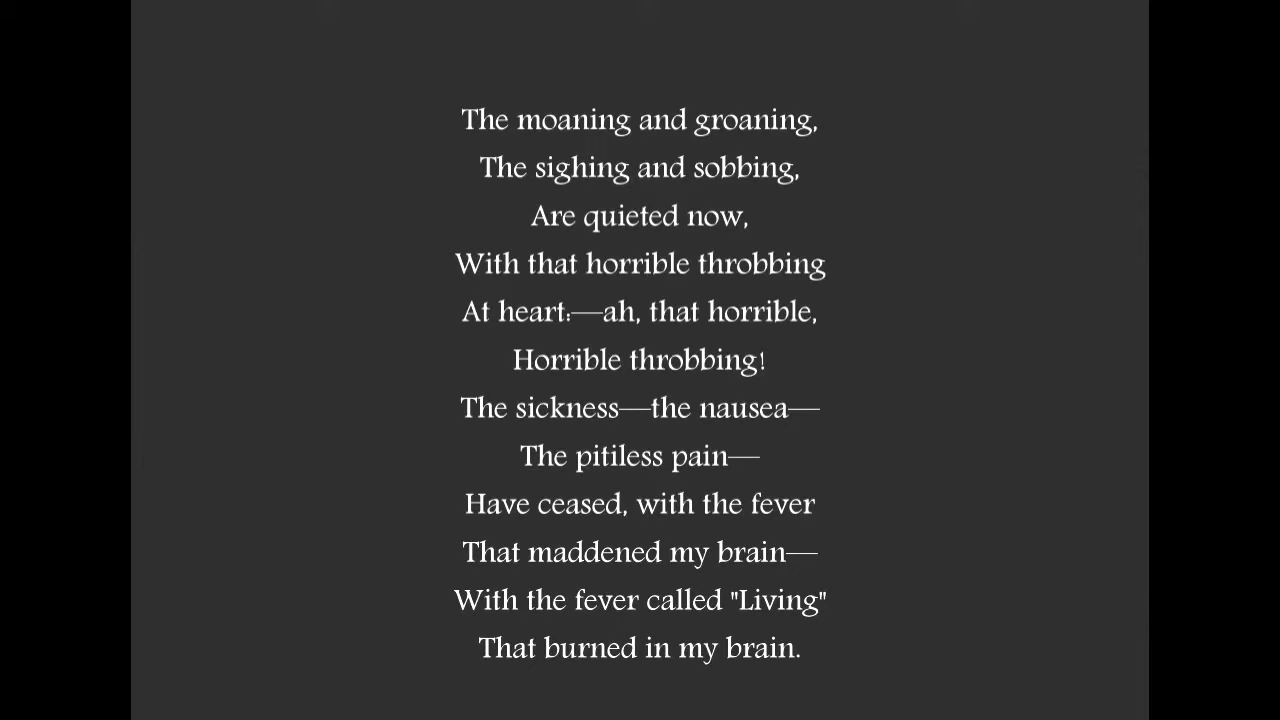 The moaning and groaning,
The sighing and sobbing,
Are quieted now,
With that horrible throbbing
At heart:—ah, that horrible,
Horrible throbbing!
The sickness—the nausea—
The pitiless pain—
Have ceased, with the fever
That maddened my brain—
With the fever called "Living"
That burned in my brain.